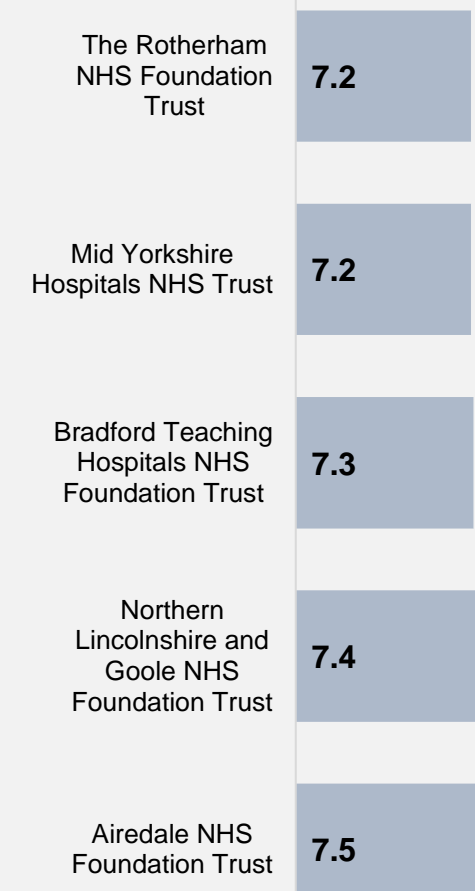 The Rotherham
NHS Foundation
Trust
7.2
Mid Yorkshire
Hospitals NHS Trust
7.2
Bradford Teaching
Hospitals NHS
Foundation Trust
7.3
Northern
Lincolnshire and
Goole NHS
Foundation Trust
7.4
Airedale NHS
Foundation Trust
7.5